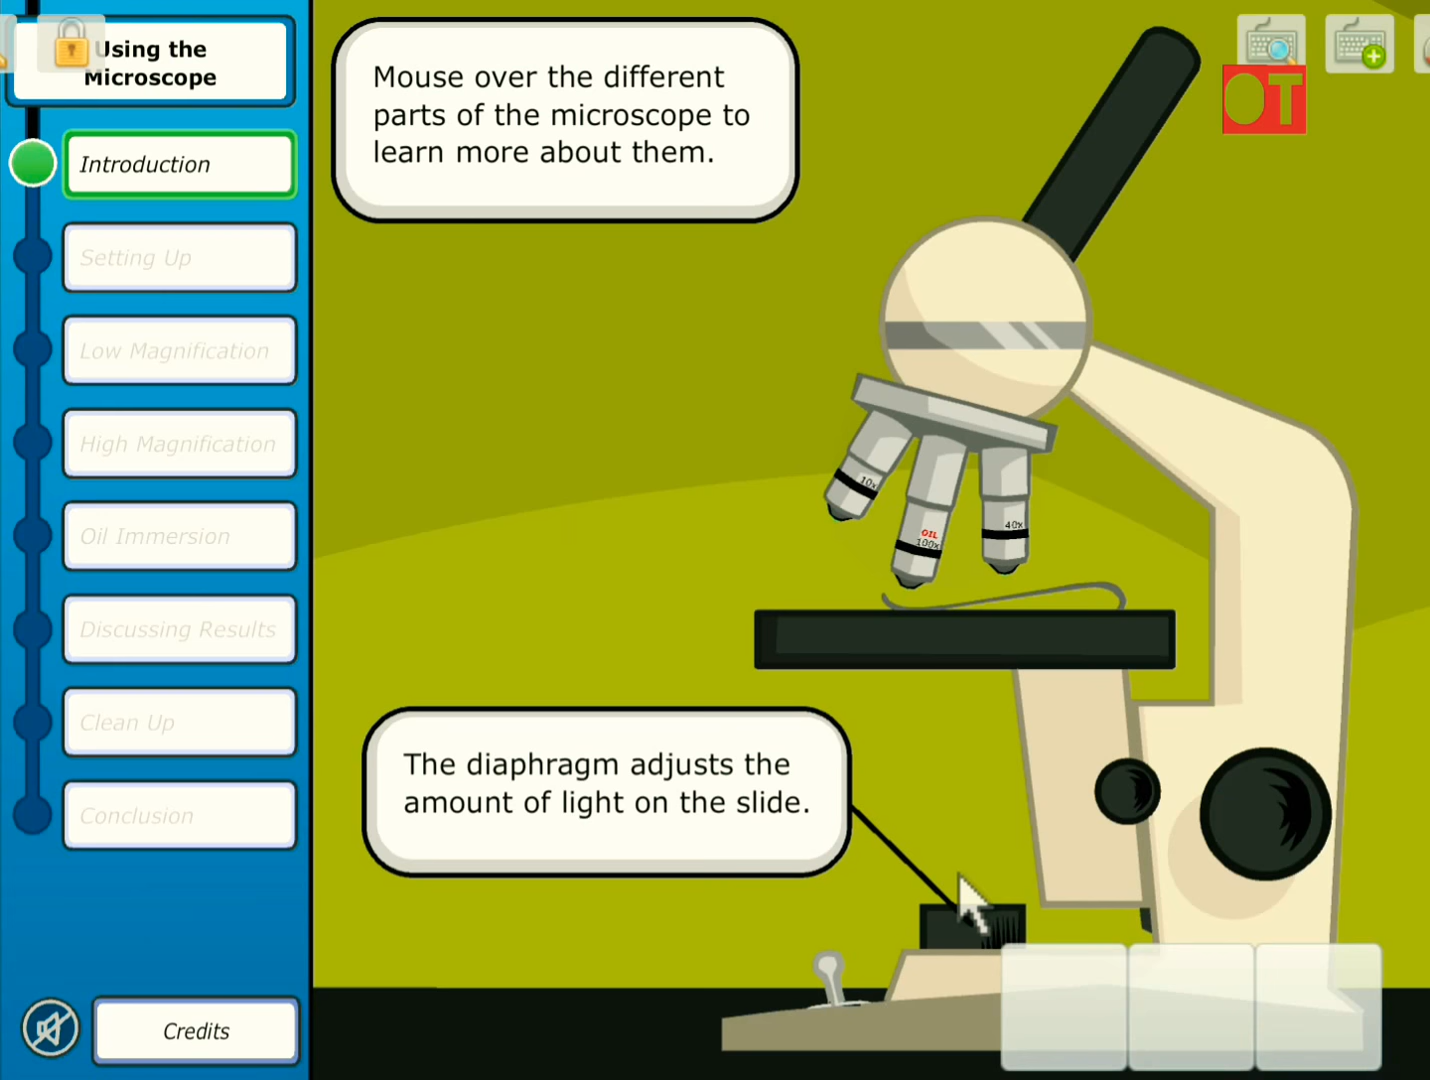 Using the
Microscope
Introduction
Setting Up
Low Magnification
High Magnification
Oil Immersion
Discussing Results
Clean Up
Conclusion
Credits
Mouse over the different
parts of the microscope to
learn more about them.
OT
10x
OIL
100x
40x
The diaphragm adjusts the
amount of light on the slide.